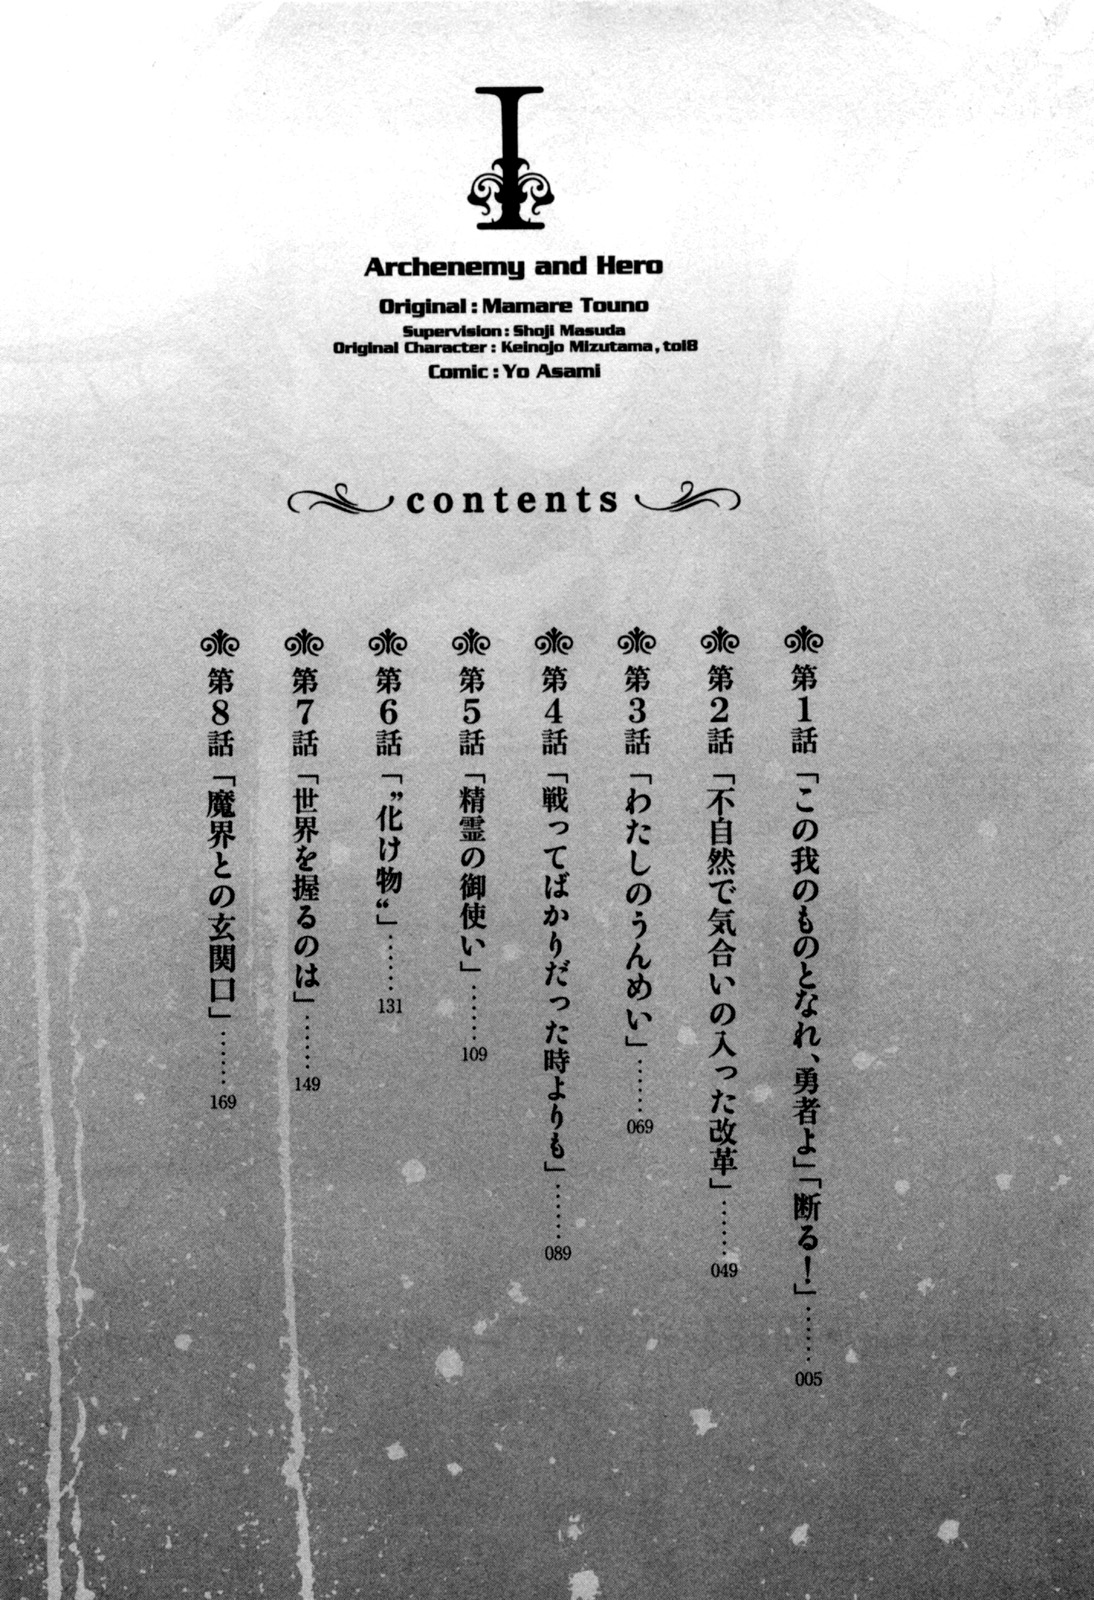 I
Archenemy and Hero
Original : Mamare Touno
Supervision : Shoji Masuda
Original Character : Keinojo Mizutama, toi8
Comic : Yo Asami
contents
第1話「この我のものとなれ、勇者よ」「断る！」……005
第2話「不自然で気合いの入った改革」……049
第3話「わたしのうんめい」……069
第4話「戦ってばかりだった時よりも」……089
第5話「精霊の御使い」……109
第6話「〝化け物〟」……131
第7話「世界を握るのは」……149
第8話「魔界との玄関口」……169